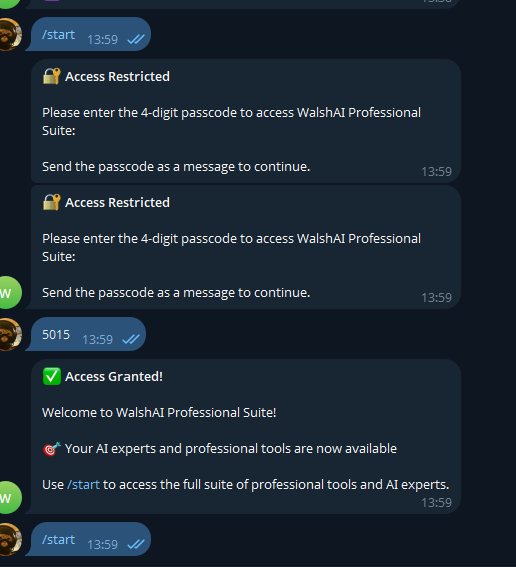 /start 13:59
🔐 Access Restricted
Please enter the 4-digit passcode to access WalshAI Professional
Suite:
Send the passcode as a message to continue.
13:59
🔐 Access Restricted
Please enter the 4-digit passcode to access WalshAI Professional
Suite:
Send the passcode as a message to continue.
13:59
W
5015 13:59
✅ Access Granted!
Welcome to WalshAI Professional Suite!
🎯 Your AI experts and professional tools are now available
Use /start to access the full suite of professional tools and AI experts.
13:59
W
/start 13:59